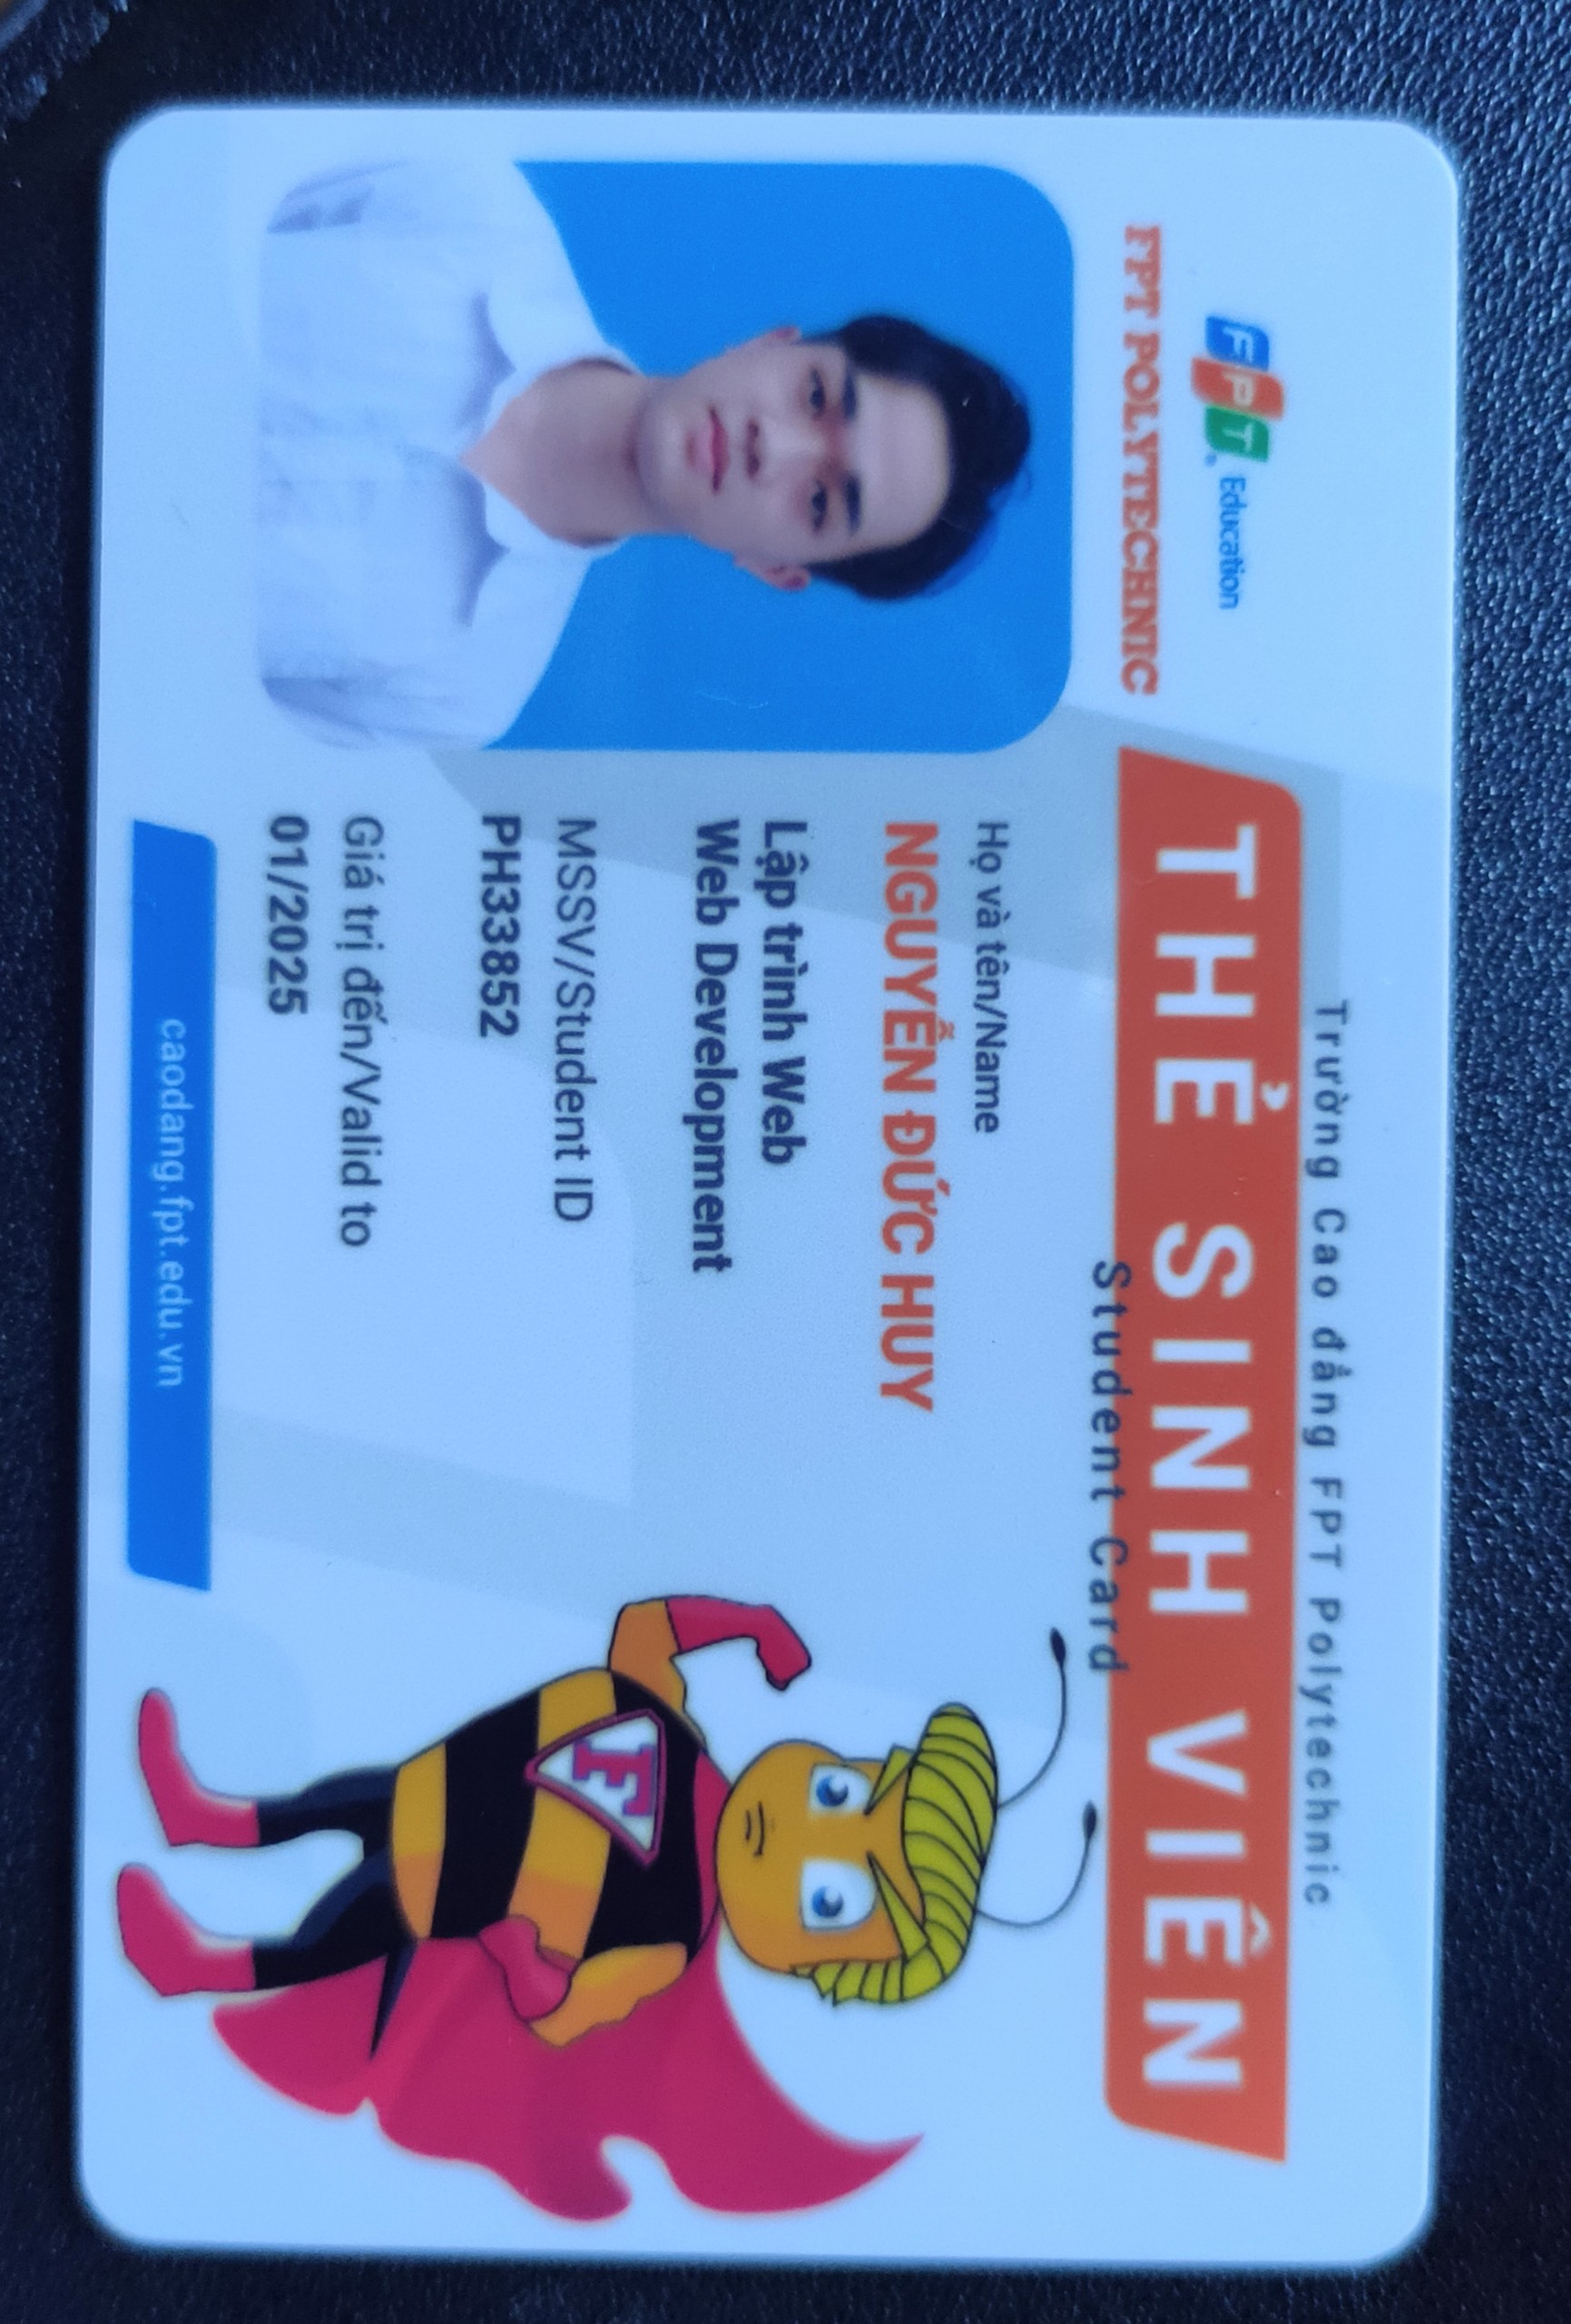 FPT Education
FPT POLYTECHNIC
Trường Cao đẳng FPT Polytechnic
THẺ SINH VIÊN
Student Card
Họ và tên/Name
NGUYỄN ĐỨC HUY
Lập trình Web
Web Development
MSSV/Student ID
PH33852
Giá trị đến/Valid to
01/2025
caodang.fpt.edu.vn
F